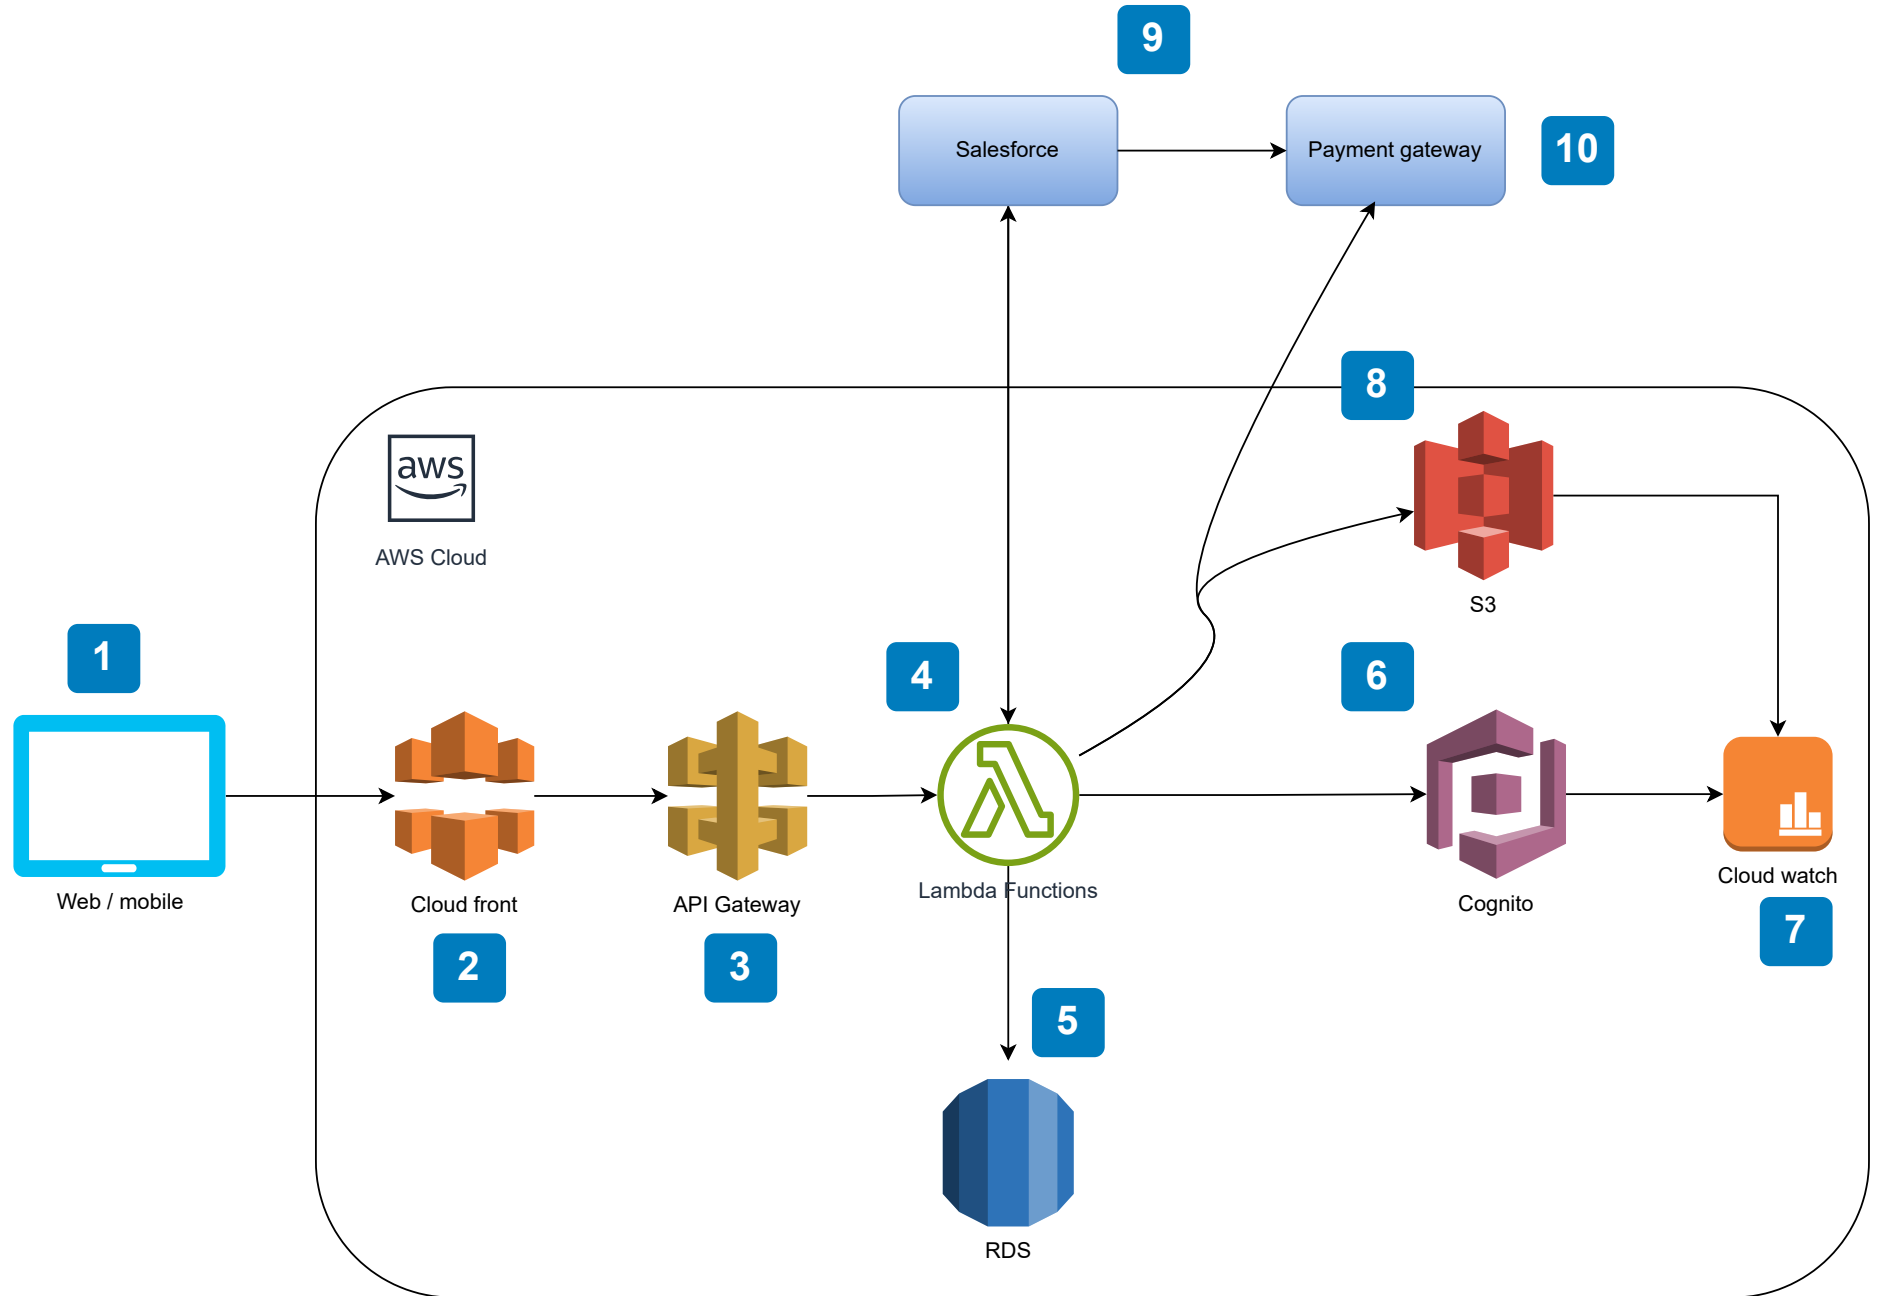 9
Salesforce
Payment gateway
10
8
aws
AWS Cloud
S3
1
4
6
Web / mobile
Cloud front
API Gateway
Lambda Functions
Cognito
Cloud watch
2
3
7
5
RDS